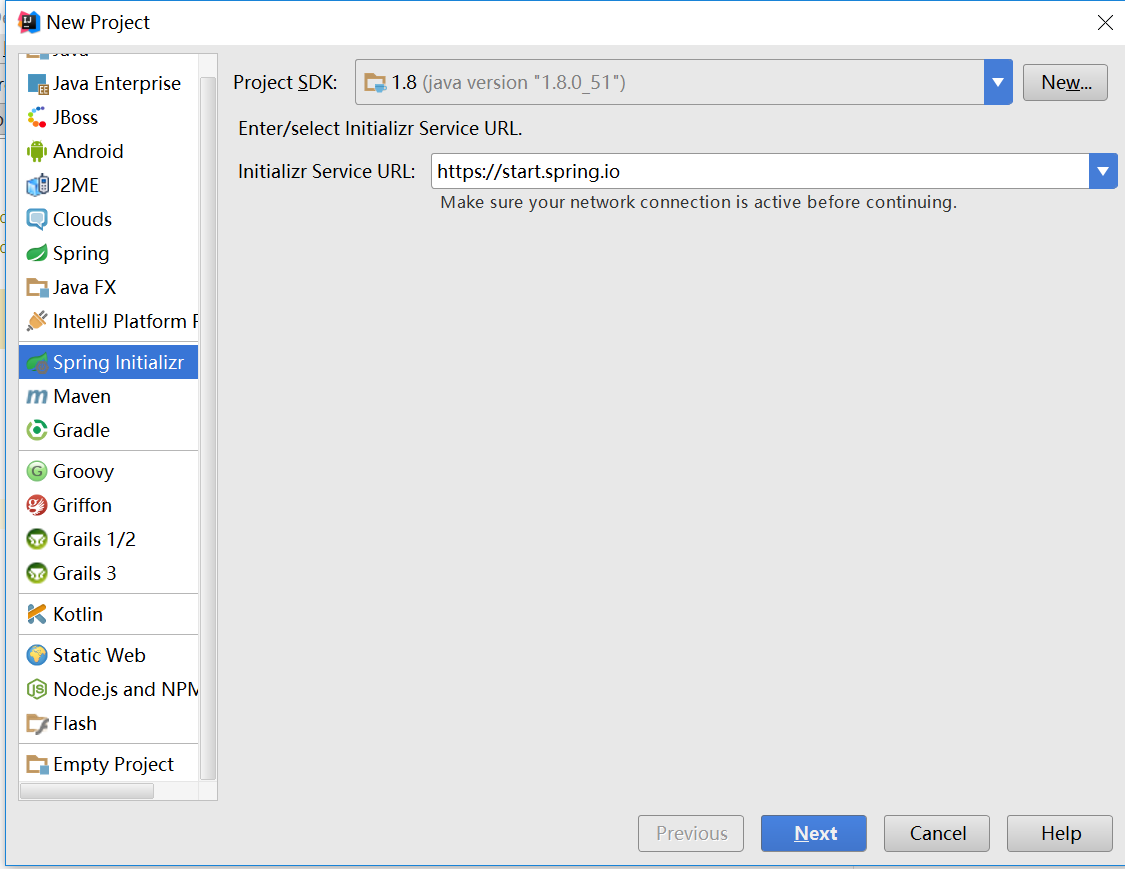 New Project
Java
Java Enterprise
JBoss
Android
J2ME
Clouds
Spring
Java FX
IntelliJ Platform P
Spring Initializr
Maven
Gradle
Groovy
Griffon
Grails 1/2
Grails 3
Kotlin
Static Web
Node.js and NPM
Flash
Empty Project
Project SDK: 1.8 (java version "1.8.0_51") New...
Enter/select Initializr Service URL.
Initializr Service URL: https://start.spring.io
Make sure your network connection is active before continuing.
Previous Next Cancel Help